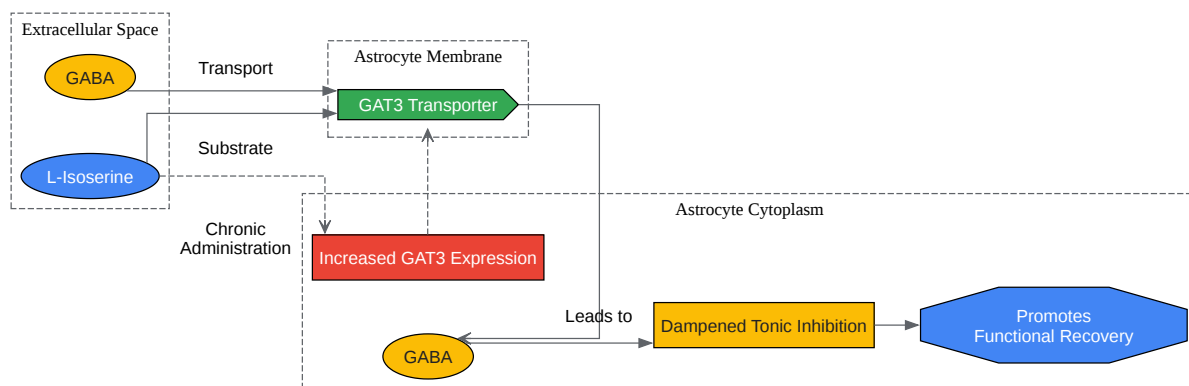 Extracellular Space
GABA
Transport
Astrocyte Membrane
GAT3 Transporter
Substrate
L-Isoserine
Astrocyte Cytoplasm
Chronic
Administration
Increased GAT3 Expression
Leads to
GABA
Dampened Tonic Inhibition
Promotes
Functional Recovery